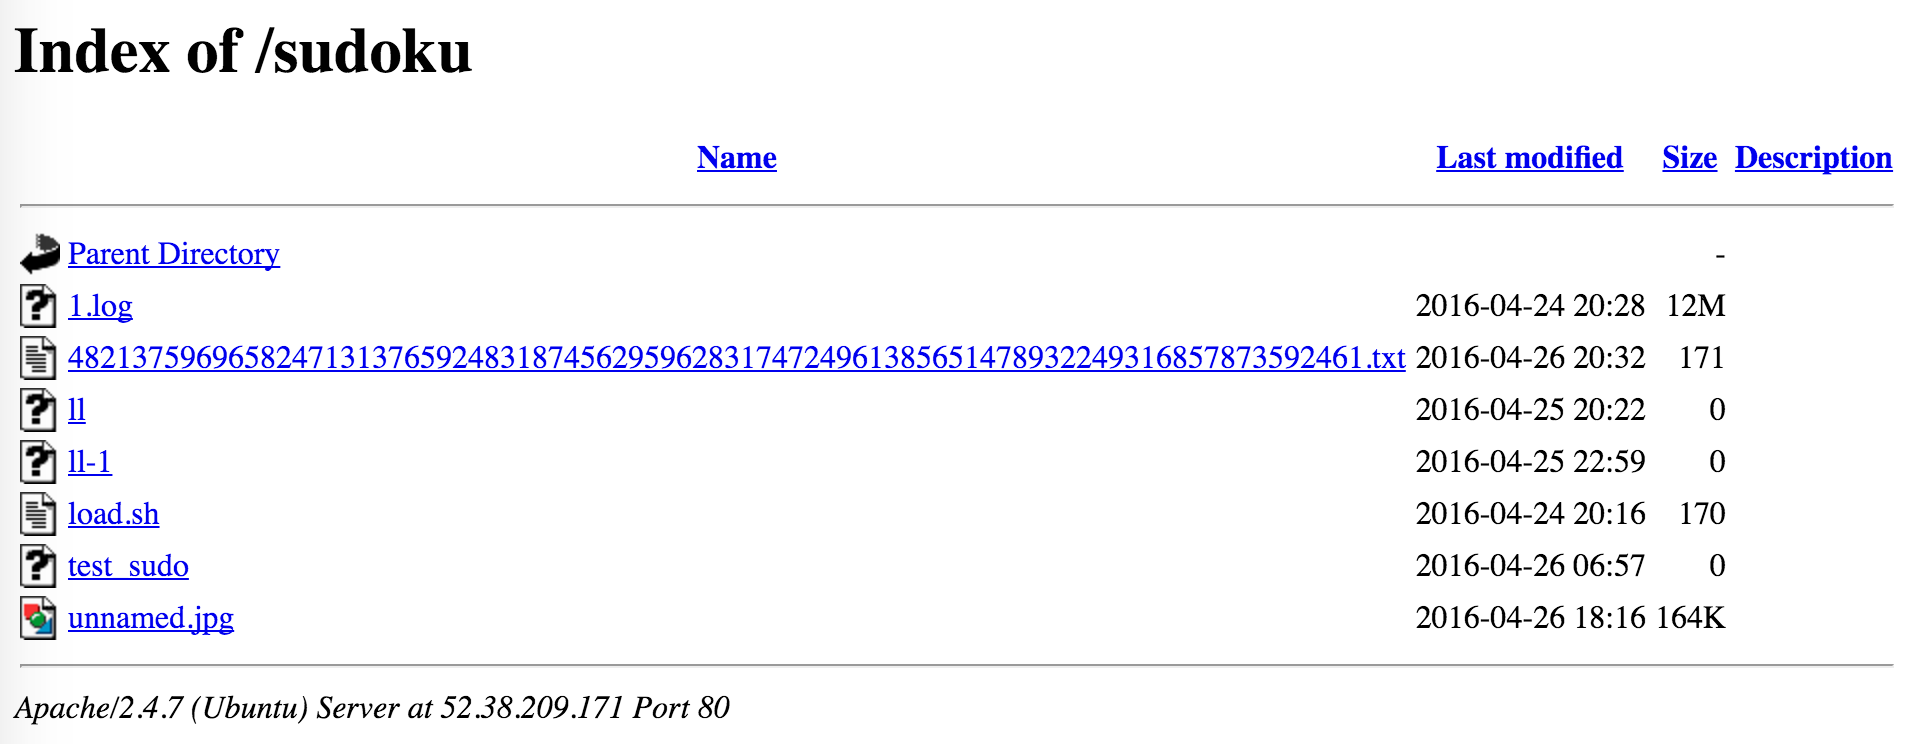 Index of /sudoku
Name Last modified Size Description
Parent Directory -
1.log 2016-04-24 20:28 12M
482137596965824713137659248318745629596283174724961385651478932249316857873592461.txt 2016-04-26 20:32 171
ll 2016-04-25 20:22 0
ll-1 2016-04-25 22:59 0
load.sh 2016-04-24 20:16 170
test_sudo 2016-04-26 06:57 0
unnamed.jpg 2016-04-26 18:16 164K
Apache/2.4.7 (Ubuntu) Server at 52.38.209.171 Port 80